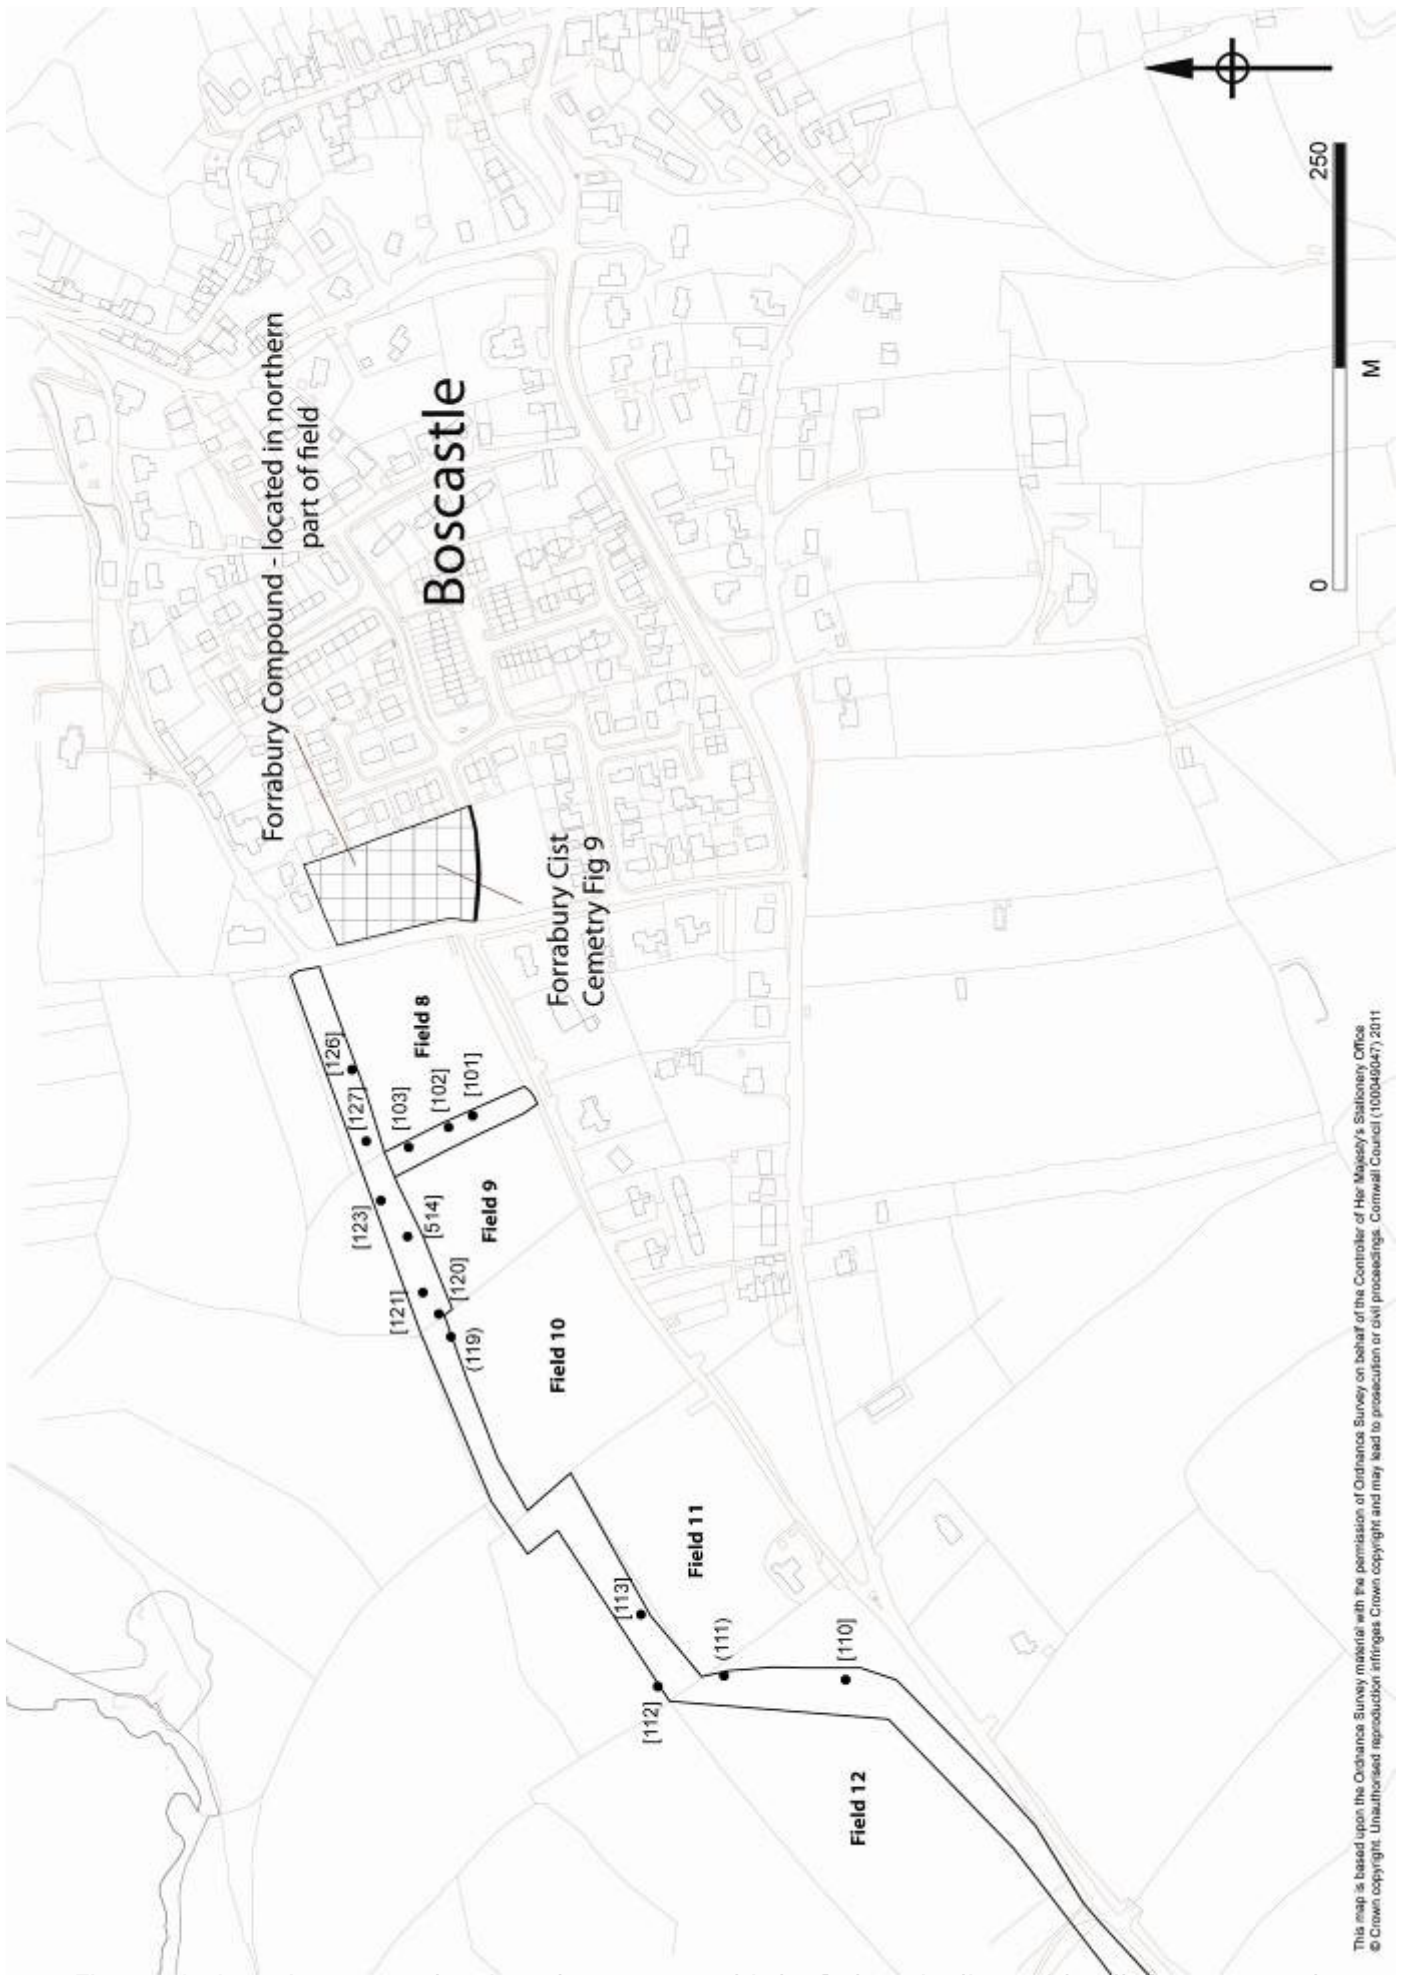 Forrabury Compound - located in northern
part of field
Boscastle
Forrabury Cist
Cemetry Fig 9
Field 8
[126]
[127]
[103]
[102]
[101]
[123]
[514]
Field 9
[121]
[120]
(119)
Field 10
Field 11
[113]
(111)
[110]
[112]
Field 12
0
250
M
This map is based upon the Ordnance Survey material with the permission of Ordnance Survey on behalf of the Controller of Her Majesty's Stationery Office
© Crown copyright. Unauthorised reproduction infringes Crown copyright and may lead to prosecution or civil proceedings. Cornwall Council (100049047) 2011